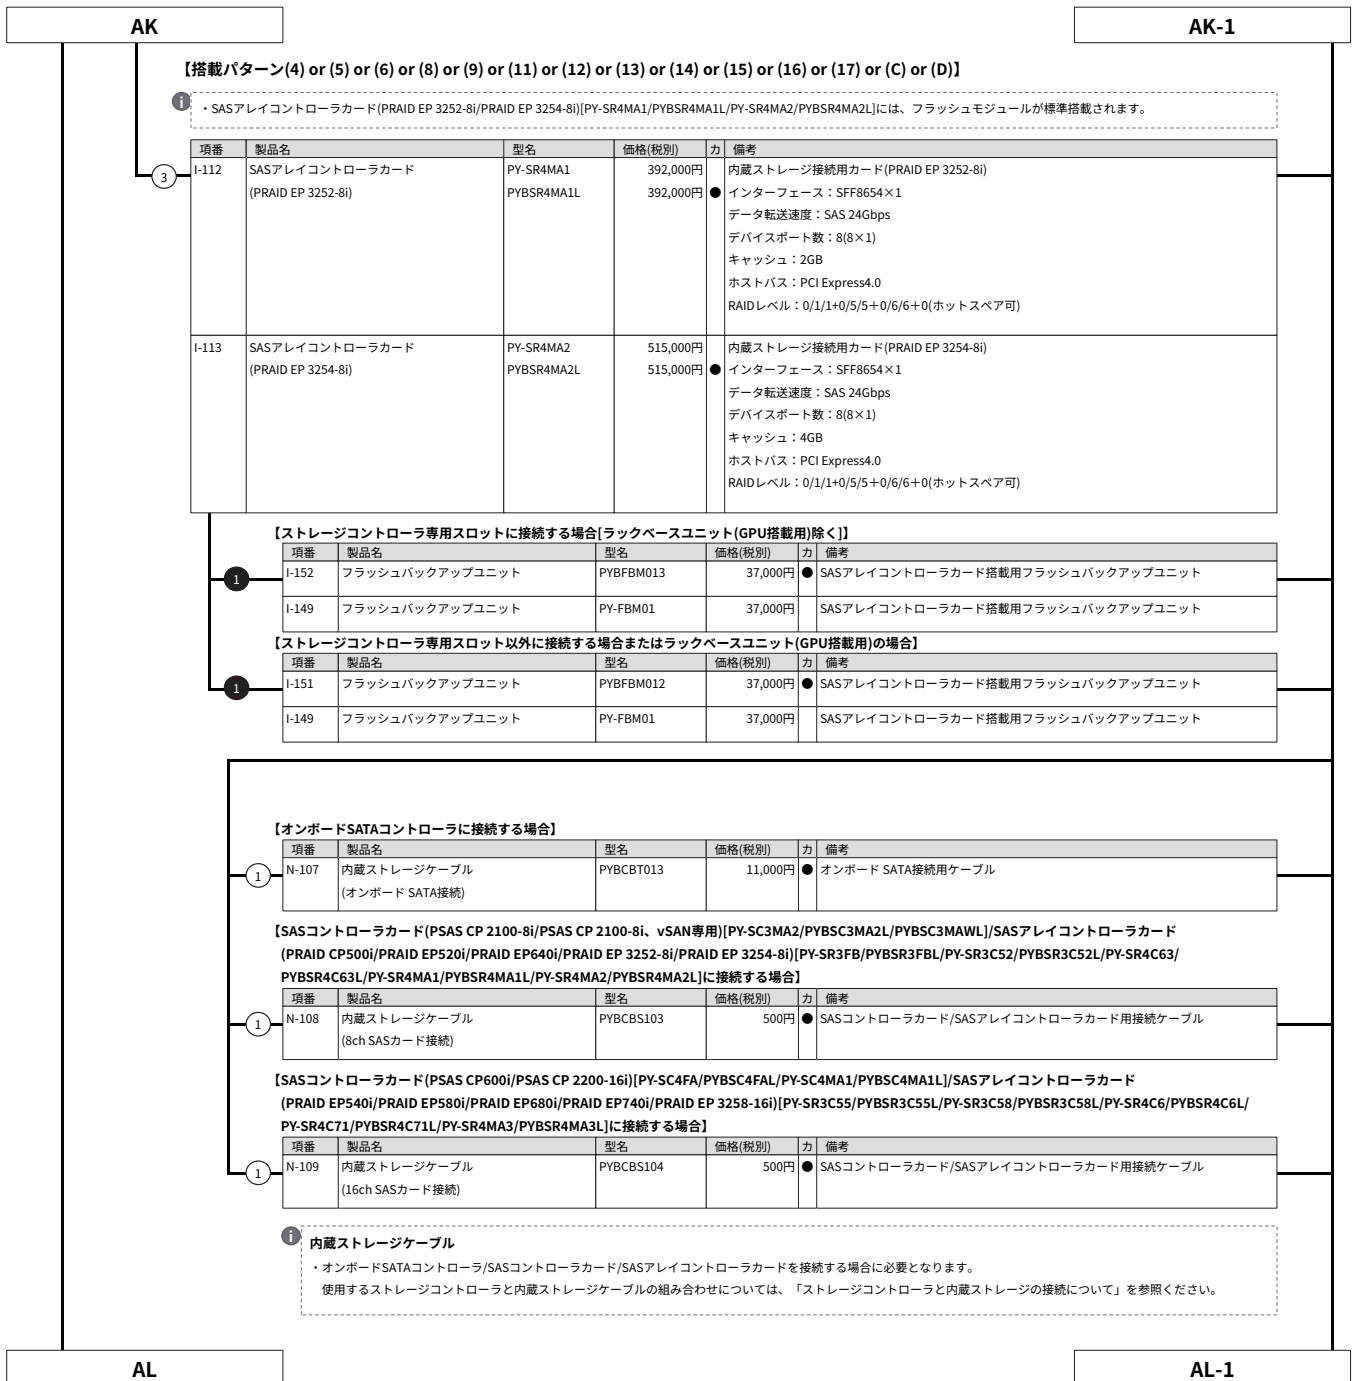 AK
AK-1
【搭載パターン(4) or (5) or (6) or (8) or (9) or (11) or (12) or (13) or (14) or (15) or (16) or (17) or (C) or (D)】
i
・SASアレイコントローラカード(PRAID EP 3252-8i/PRAID EP 3254-8i)[PY-SR4MA1/PYBSR4MA1L/PY-SR4MA2/PYBSR4MA2L]には、フラッシュモジュールが標準搭載されます。
項番 製品名 型名 価格(税別) カ 備考
3
I-112 SASアレイコントローラカード PY-SR4MA1 392,000円 内蔵ストレージ接続用カード(PRAID EP 3252-8i)
(PRAID EP 3252-8i) PYBSR4MA1L 392,000円 ● インターフェース：SFF8654×1
データ転送速度：SAS 24Gbps
デバイスポート数：8(8×1)
キャッシュ：2GB
ホストバス：PCI Express4.0
RAIDレベル：0/1/1+0/5/5＋0/6/6＋0(ホットスペア可)
I-113 SASアレイコントローラカード PY-SR4MA2 515,000円 内蔵ストレージ接続用カード(PRAID EP 3254-8i)
(PRAID EP 3254-8i) PYBSR4MA2L 515,000円 ● インターフェース：SFF8654×1
データ転送速度：SAS 24Gbps
デバイスポート数：8(8×1)
キャッシュ：4GB
ホストバス：PCI Express4.0
RAIDレベル：0/1/1+0/5/5＋0/6/6＋0(ホットスペア可)
【ストレージコントローラ専用スロットに接続する場合[ラックベースユニット(GPU搭載用)除く]】
項番 製品名 型名 価格(税別) カ 備考
1 I-152 フラッシュバックアップユニット PYBFBM013 37,000円 ● SASアレイコントローラカード搭載用フラッシュバックアップユニット
I-149 フラッシュバックアップユニット PY-FBM01 37,000円 SASアレイコントローラカード搭載用フラッシュバックアップユニット
【ストレージコントローラ専用スロット以外に接続する場合またはラックベースユニット(GPU搭載用)の場合】
項番 製品名 型名 価格(税別) カ 備考
1 I-151 フラッシュバックアップユニット PYBFBM012 37,000円 ● SASアレイコントローラカード搭載用フラッシュバックアップユニット
I-149 フラッシュバックアップユニット PY-FBM01 37,000円 SASアレイコントローラカード搭載用フラッシュバックアップユニット
【オンボードSATAコントローラに接続する場合】
項番 製品名 型名 価格(税別) カ 備考
1 N-107 内蔵ストレージケーブル PYBCBT013 11,000円 ● オンボード SATA接続用ケーブル
(オンボード SATA接続)
【SASコントローラカード(PSAS CP 2100-8i/PSAS CP 2100-8i、vSAN専用)[PY-SC3MA2/PYBSC3MA2L/PYBSC3MAWL]/SASアレイコントローラカード
(PRAID CP500i/PRAID EP520i/PRAID EP640i/PRAID EP 3252-8i/PRAID EP 3254-8i)[PY-SR3FB/PYBSR3FBL/PY-SR3C52/PYBSR3C52L/PY-SR4C63/
PYBSR4C63L/PY-SR4MA1/PYBSR4MA1L/PY-SR4MA2/PYBSR4MA2L]に接続する場合】
項番 製品名 型名 価格(税別) カ 備考
1 N-108 内蔵ストレージケーブル PYBCBS103 500円 ● SASコントローラカード/SASアレイコントローラカード用接続ケーブル
(8ch SASカード接続)
【SASコントローラカード(PSAS CP600i/PSAS CP 2200-16i)[PY-SC4FA/PYBSC4FAL/PY-SC4MA1/PYBSC4MA1L]/SASアレイコントローラカード
(PRAID EP540i/PRAID EP580i/PRAID EP680i/PRAID EP740i/PRAID EP 3258-16i)[PY-SR3C55/PYBSR3C55L/PY-SR3C58/PYBSR3C58L/PY-SR4C6/PYBSR4C6L/
PY-SR4C71/PYBSR4C71L/PY-SR4MA3/PYBSR4MA3L]に接続する場合】
項番 製品名 型名 価格(税別) カ 備考
1 N-109 内蔵ストレージケーブル PYBCBS104 500円 ● SASコントローラカード/SASアレイコントローラカード用接続ケーブル
(16ch SASカード接続)
i
内蔵ストレージケーブル
・オンボードSATAコントローラ/SASコントローラカード/SASアレイコントローラカードを接続する場合に必要となります。
使用するストレージコントローラと内蔵ストレージケーブルの組み合わせについては、「ストレージコントローラと内蔵ストレージの接続について」を参照ください。
AL
AL-1